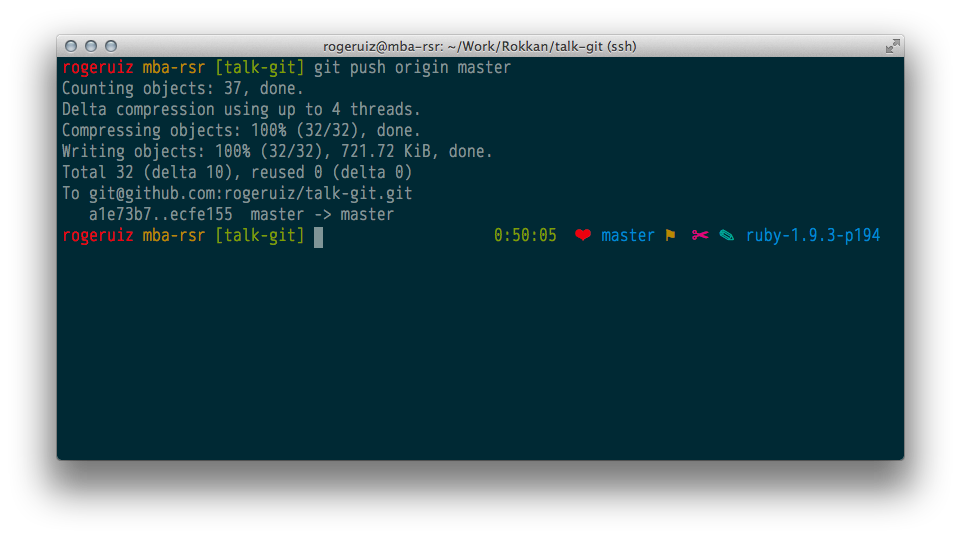 rogeruiz@mba-rsr: ~/Work/Rokkan/talk-git (ssh)
rogeruiz mba-rsr [talk-git] git push origin master
Counting objects: 37, done.
Delta compression using up to 4 threads.
Compressing objects: 100% (32/32), done.
Writing objects: 100% (32/32), 721.72 KiB, done.
Total 32 (delta 10), reused 0 (delta 0)
To git@github.com:rogeruiz/talk-git.git
   a1e73b7..ecfe155  master -> master
rogeruiz mba-rsr [talk-git] 0:50:05 ❤ master ⚑ ✂ ✎ ruby-1.9.3-p194